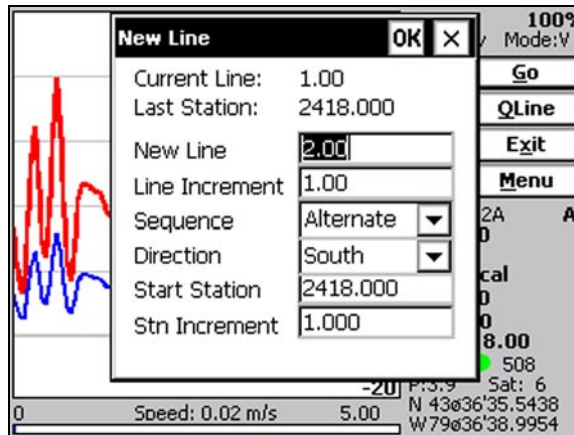 New Line OK ×
Current Line: 1.00
Last Station: 2418.000
New Line 2.00
Line Increment 1.00
Sequence Alternate
Direction South
Start Station 2418.000
Stn Increment 1.000
100%
Mode:V
Go
QLine
Exit
Menu
2A A
8.00
508
-20 P:3.9 Sat: 6
N 43ø36'35.5438
W79ø36'38.9954
0 Speed: 0.02 m/s 5.00